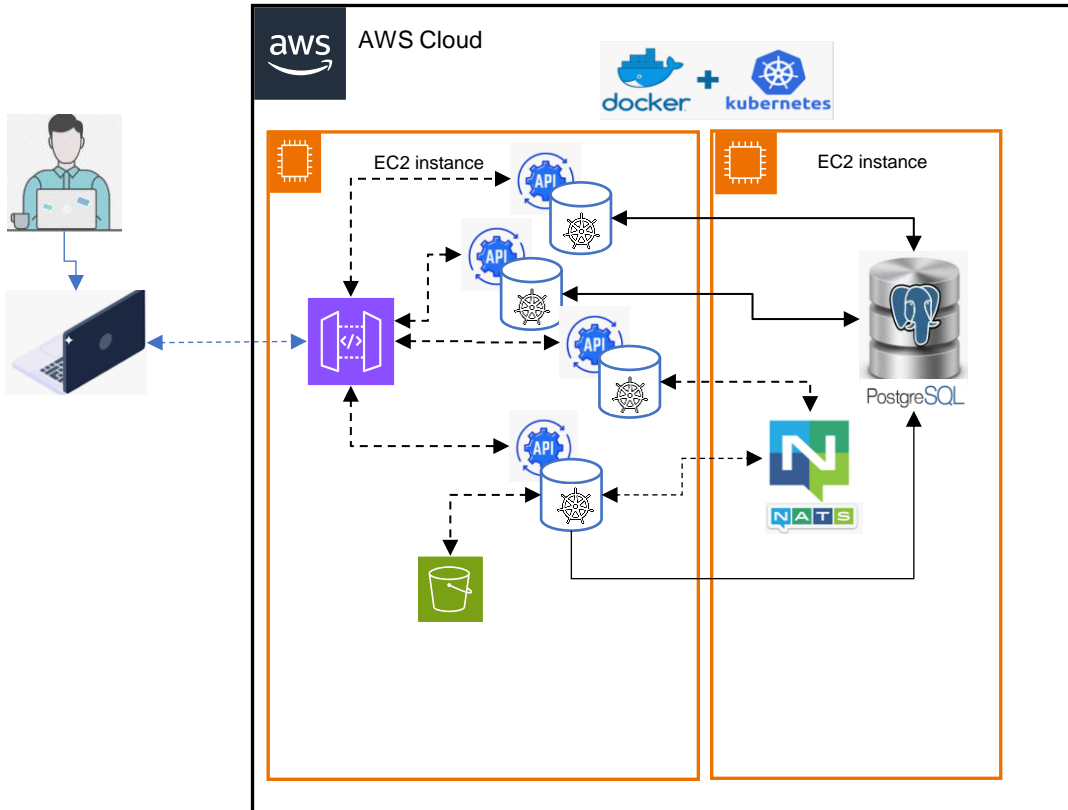 aws
AWS Cloud
docker
+
kubernetes
EC2 instance
EC2 instance
API
API
API
API
</>
PostgreSQL
N
NATS